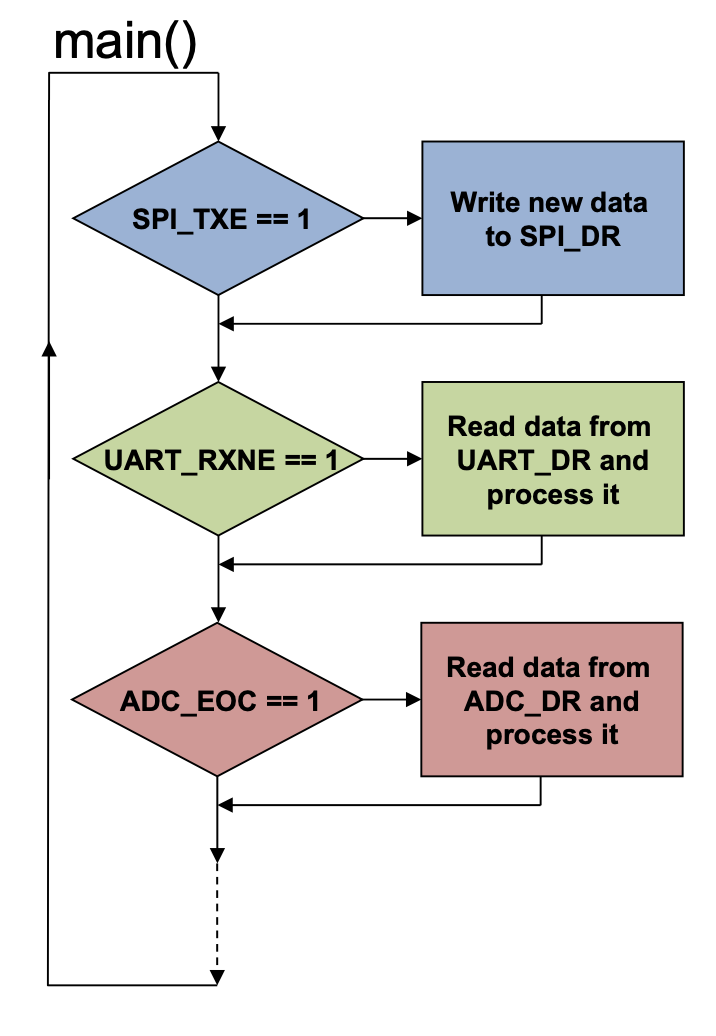 main()
SPI_TXE == 1
Write new data
to SPI_DR
UART_RXNE == 1
Read data from
UART_DR and
process it
ADC_EOC == 1
Read data from
ADC_DR and
process it